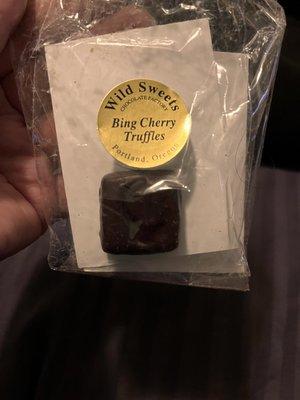 Wild Sweets
CHOCOLATE FACTORY
Bing Cherry
Truffles
Portland, Oregon